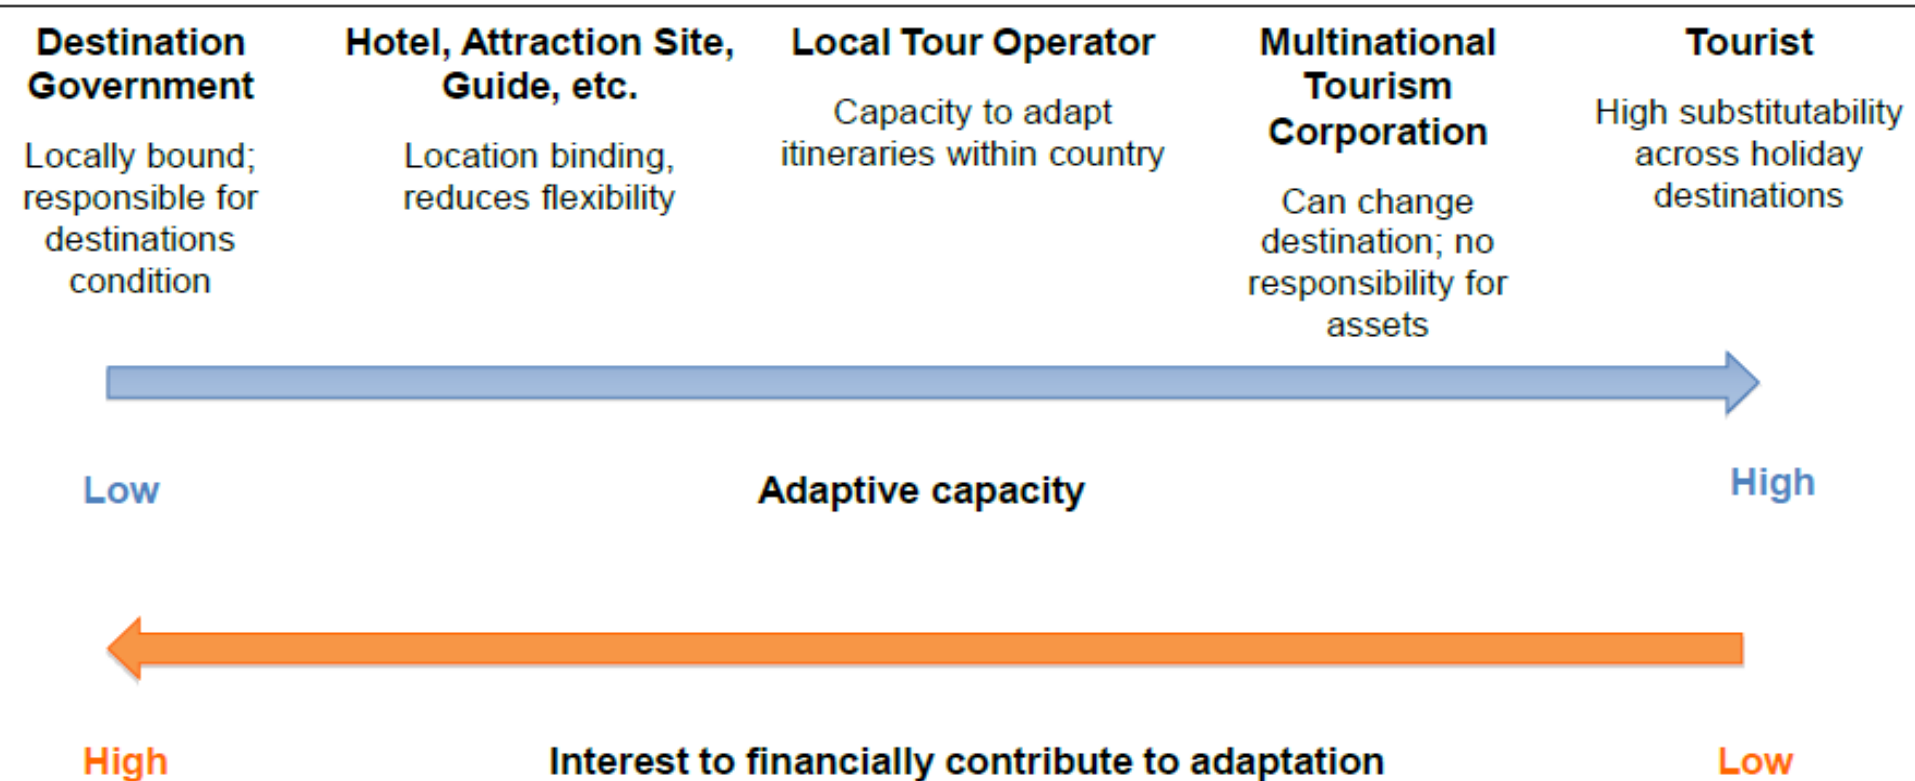 Destination
Government
Locally bound;
responsible for
destinations
condition
Hotel, Attraction Site,
Guide, etc.
Location binding,
reduces flexibility
Local Tour Operator
Capacity to adapt
itineraries within country
Multinational
Tourism
Corporation
Can change
destination; no
responsibility for
assets
Tourist
High substitutability
across holiday
destinations
Low
Adaptive capacity
High
High
Interest to financially contribute to adaptation
Low